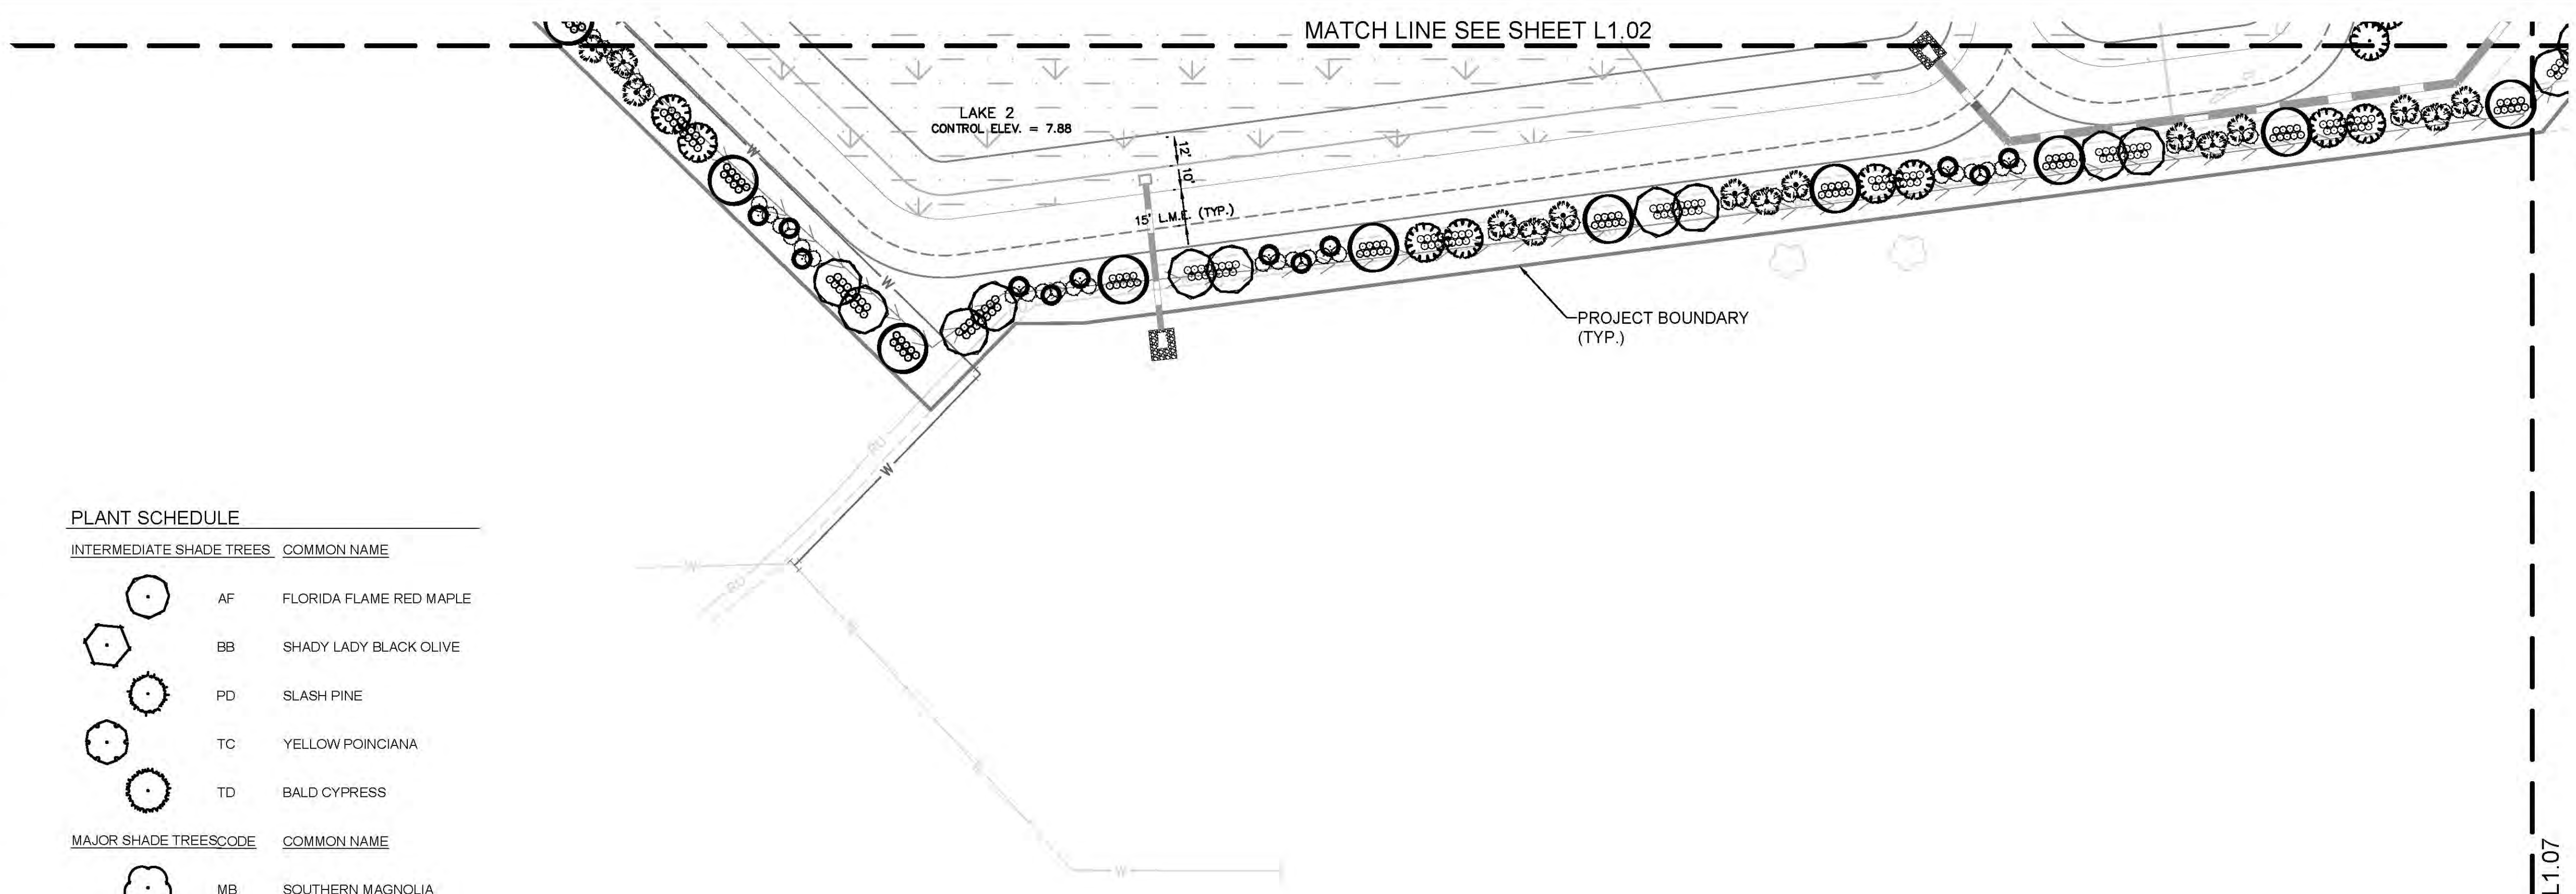 MATCH LINE SEE SHEET L1.02
LAKE 2
CONTROL ELEV. = 7.88
12'
10'
15' L.M.E. (TYP.)
W
W
PROJECT BOUNDARY
(TYP.)
RU
W
W
RU
W
PLANT SCHEDULE
INTERMEDIATE SHADE TREES COMMON NAME
AF FLORIDA FLAME RED MAPLE
BB SHADY LADY BLACK OLIVE
PD SLASH PINE
TC YELLOW POINCIANA
TD BALD CYPRESS
MAJOR SHADE TREES CODE COMMON NAME
MB SOUTHERN MAGNOLIA
L1.07